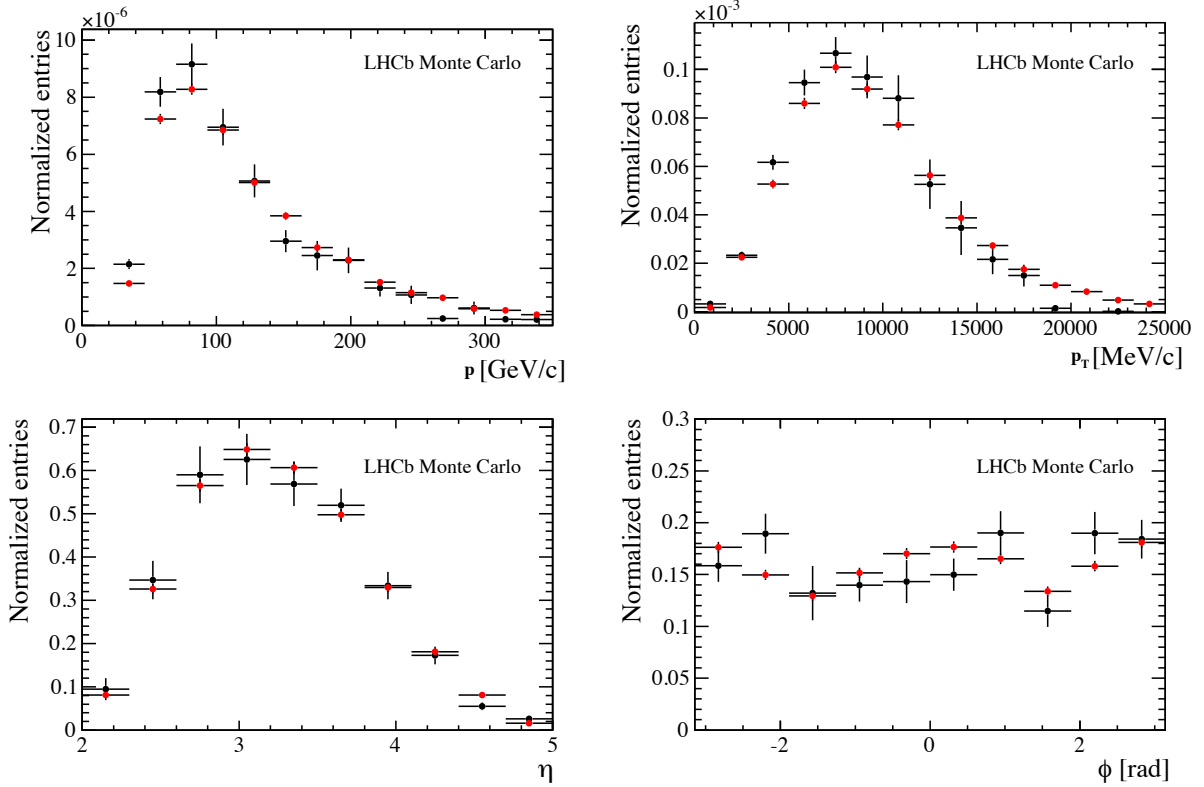 ×10⁻⁶
Normalized entries
LHCb Monte Carlo
10
8
6
4
2
0
0 100 200 300
p [GeV/c]
×10⁻³
Normalized entries
LHCb Monte Carlo
0.1
0.08
0.06
0.04
0.02
0
0 5000 10000 15000 20000 25000
p_T [MeV/c]
Normalized entries
LHCb Monte Carlo
0.7
0.6
0.5
0.4
0.3
0.2
0.1
0
2 3 4 5
η
Normalized entries
LHCb Monte Carlo
0.3
0.25
0.2
0.15
0.1
0.05
0
-2 0 2
ϕ [rad]